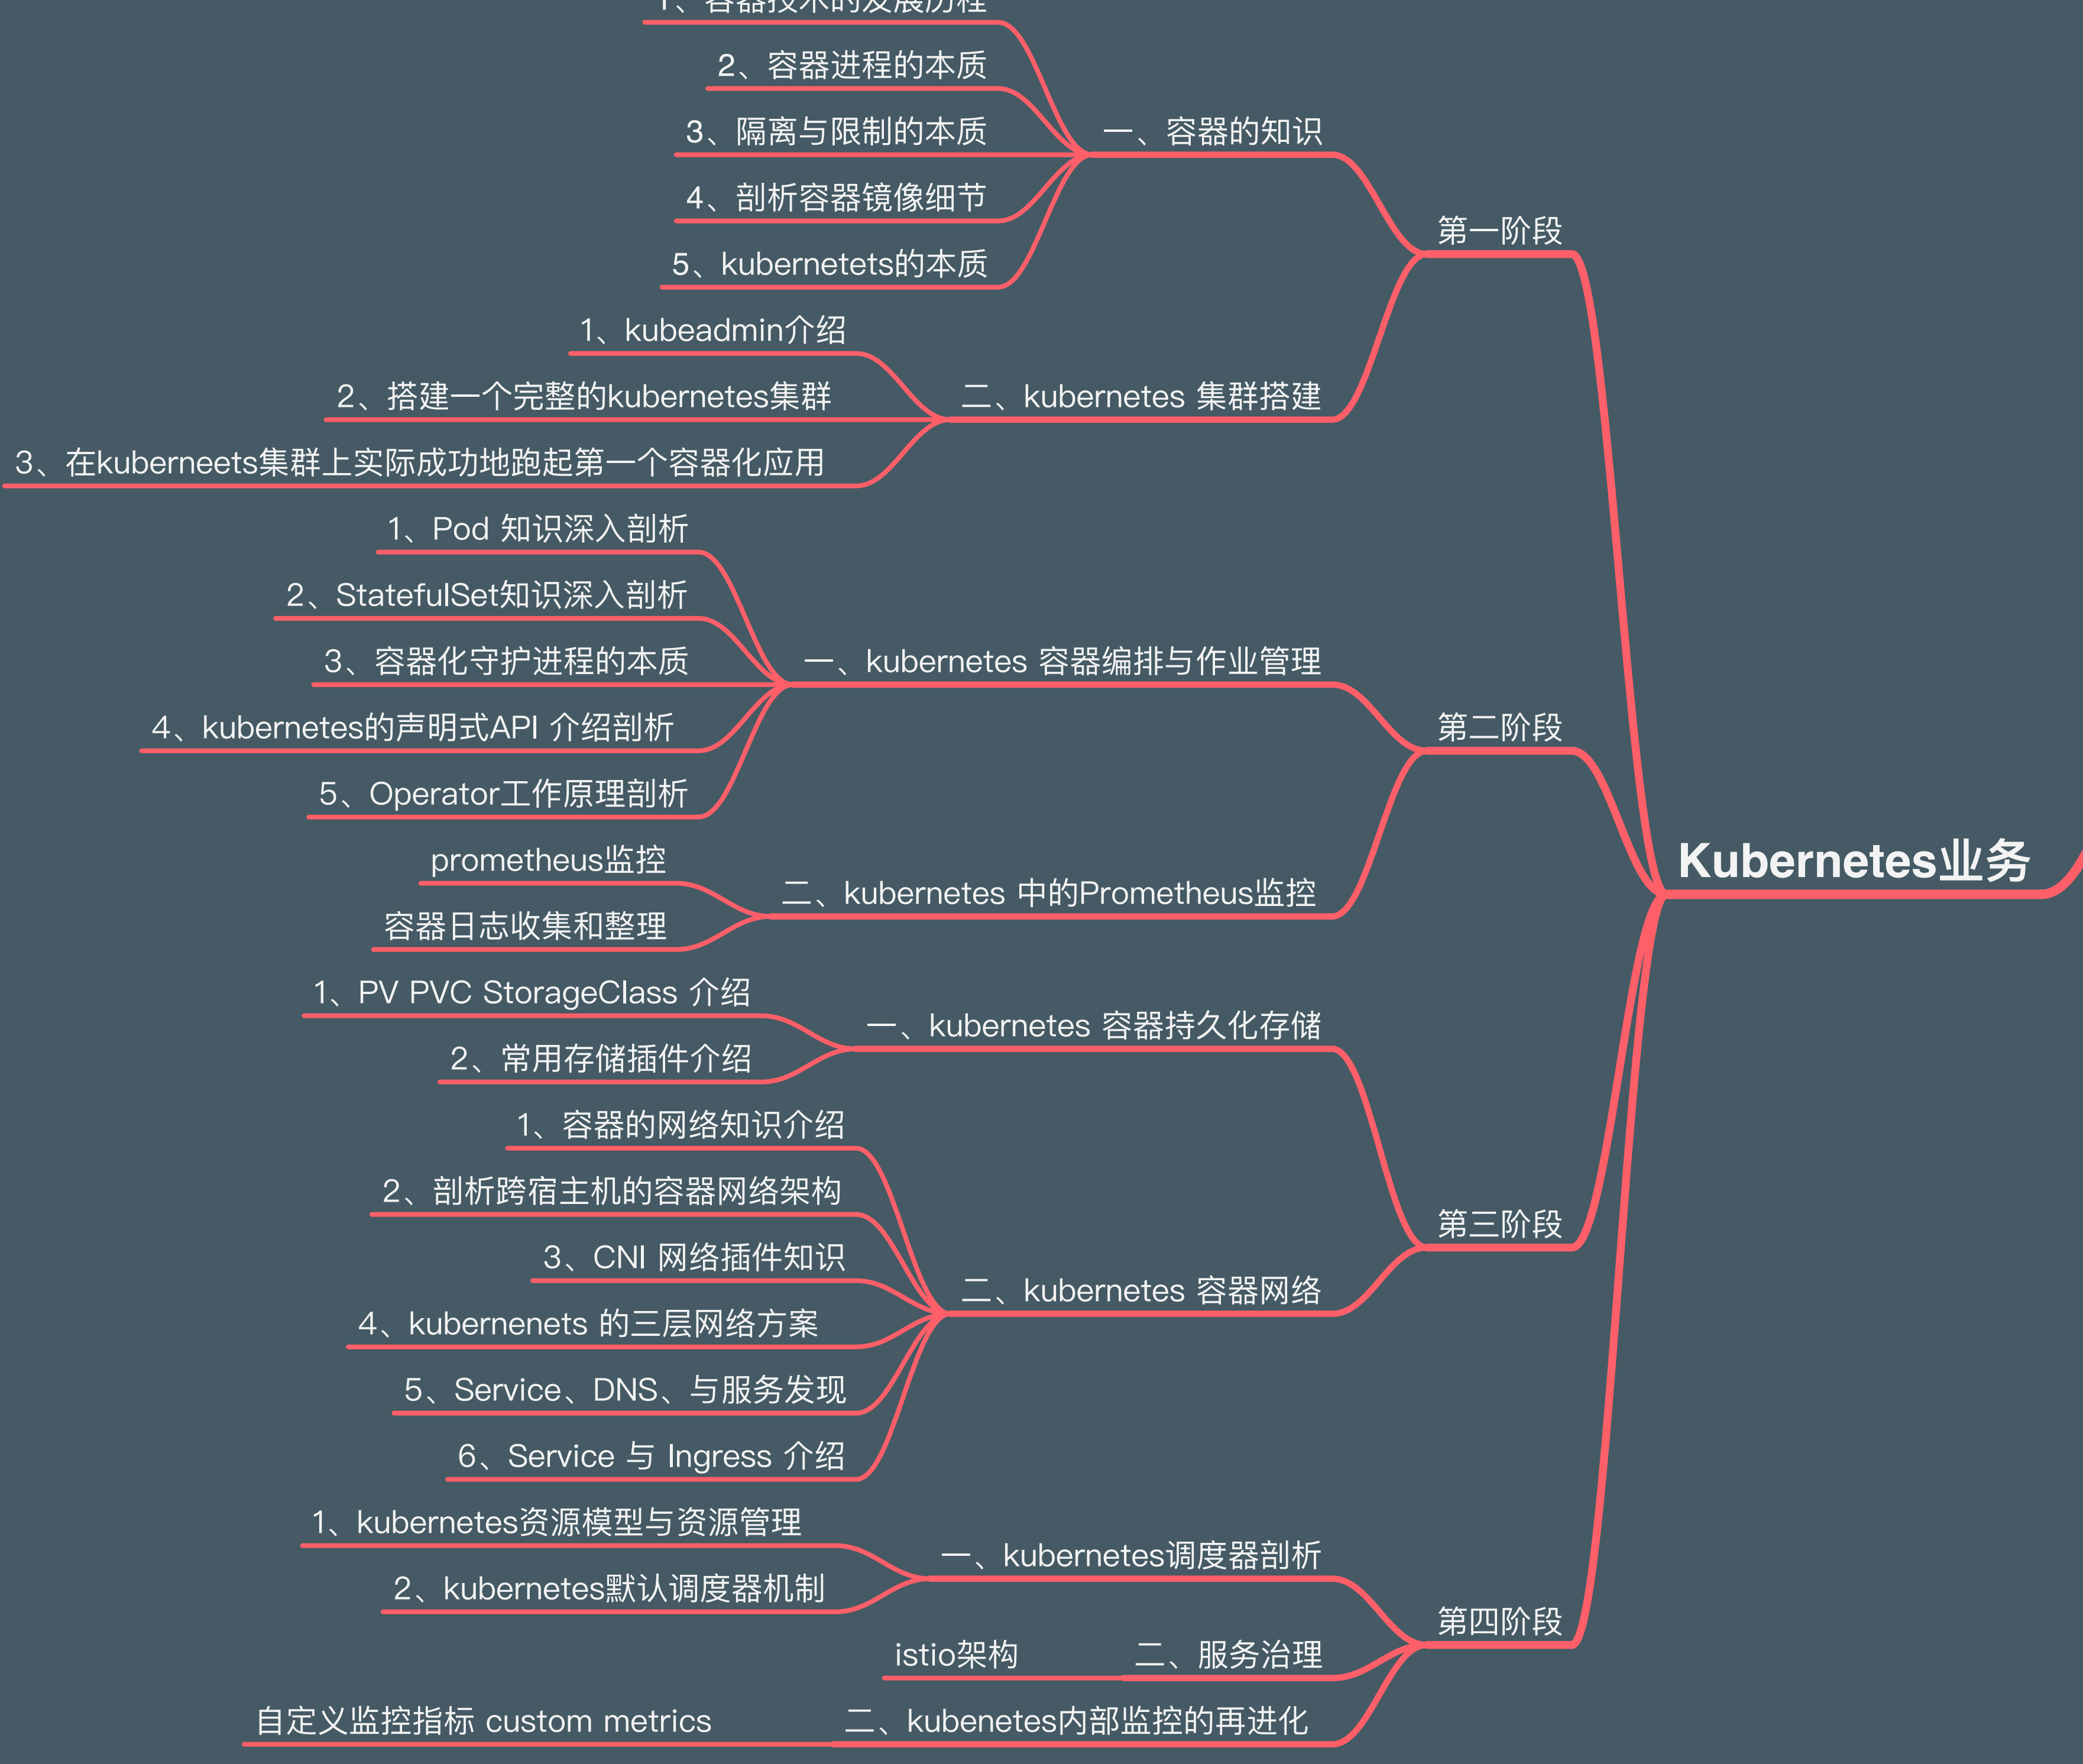 1、容器技术的发展历程
2、容器进程的本质
3、隔离与限制的本质
一、容器的知识
4、剖析容器镜像细节
第一阶段
5、kubernetets的本质
1、kubeadmin介绍
2、搭建一个完整的kubernetes集群
二、kubernetes 集群搭建
3、在kuberneets集群上实际成功地跑起第一个容器化应用
1、Pod 知识深入剖析
2、StatefulSet知识深入剖析
3、容器化守护进程的本质
一、kubernetes 容器编排与作业管理
4、kubernetes的声明式API 介绍剖析
第二阶段
5、Operator工作原理剖析
prometheus监控
Kubernetes业务
二、kubernetes 中的Prometheus监控
容器日志收集和整理
1、PV PVC StorageClass 介绍
一、kubernetes 容器持久化存储
2、常用存储插件介绍
1、容器的网络知识介绍
2、剖析跨宿主机的容器网络架构
第三阶段
3、CNI 网络插件知识
二、kubernetes 容器网络
4、kubernenets 的三层网络方案
5、Service、DNS、与服务发现
6、Service 与 Ingress 介绍
1、kubernetes资源模型与资源管理
一、kubernetes调度器剖析
2、kubernetes默认调度器机制
第四阶段
istio架构
二、服务治理
自定义监控指标 custom metrics
二、kubenetes内部监控的再进化